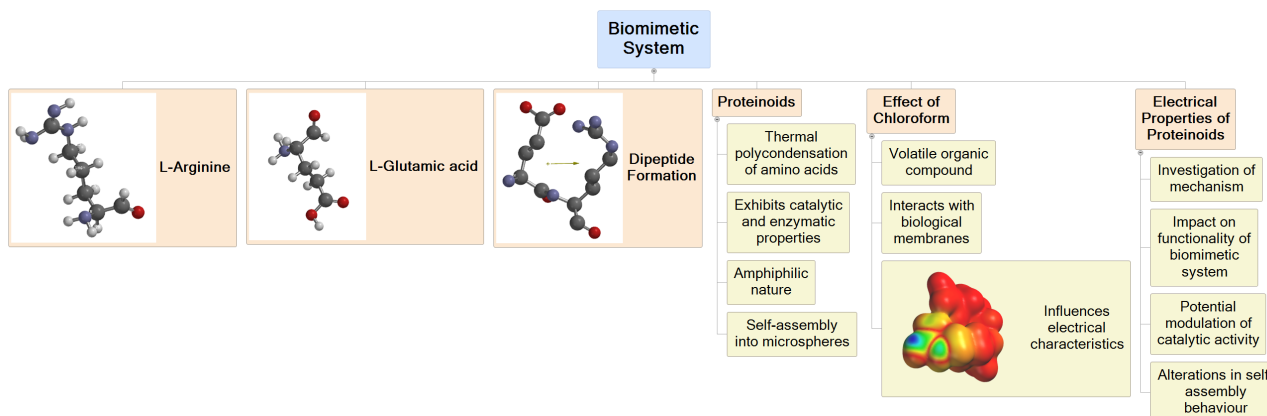 Biomimetic
System
L-Arginine
L-Glutamic acid
Dipeptide
Formation
Proteinoids
Thermal
polycondensation
of amino acids
Exhibits catalytic
and enzymatic
properties
Amphiphilic
nature
Self-assembly
into microspheres
Effect of
Chloroform
Volatile organic
compound
Interacts with
biological
membranes
Influences
electrical
characteristics
Electrical
Properties of
Proteinoids
Investigation of
mechanism
Impact on
functionality of
biomimetic
system
Potential
modulation of
catalytic activity
Alterations in self
assembly
behaviour